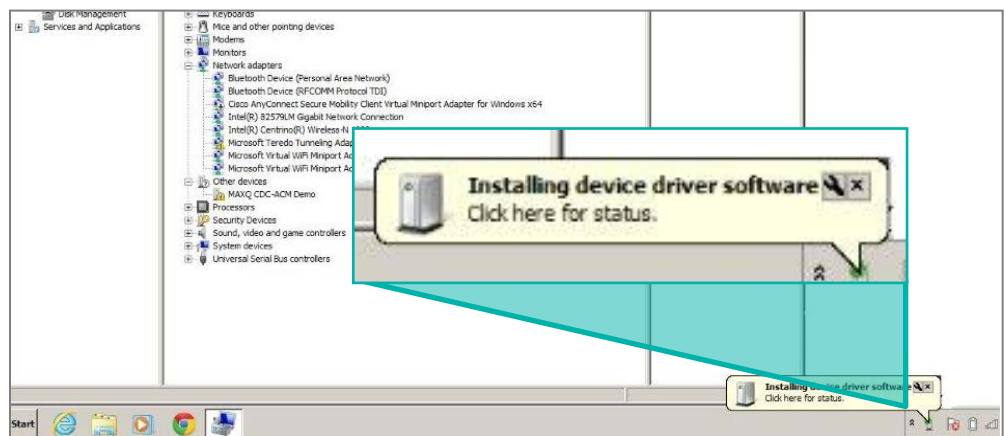 Disk Management
Services and Applications
Keyboards
Mice and other pointing devices
Modems
Monitors
Network adapters
Bluetooth Device (Personal Area Network)
Bluetooth Device (RFCOMM Protocol TDI)
Cisco AnyConnect Secure Mobility Client Virtual Miniport Adapter for Windows x64
Intel(R) 82579LM Gigabit Network Connection
Intel(R) Centrino(R) Wireless-N
Microsoft Teredo Tunneling Adap
Microsoft Virtual WiFi Miniport Ad
Microsoft Virtual WiFi Miniport Ad
Other devices
MAXQ CDC-ACM Demo
Processors
Security Devices
Sound, video and game controllers
System devices
Universal Serial Bus controllers
Installing device driver software
Click here for status.
Installing device driver software
Click here for status.
Start